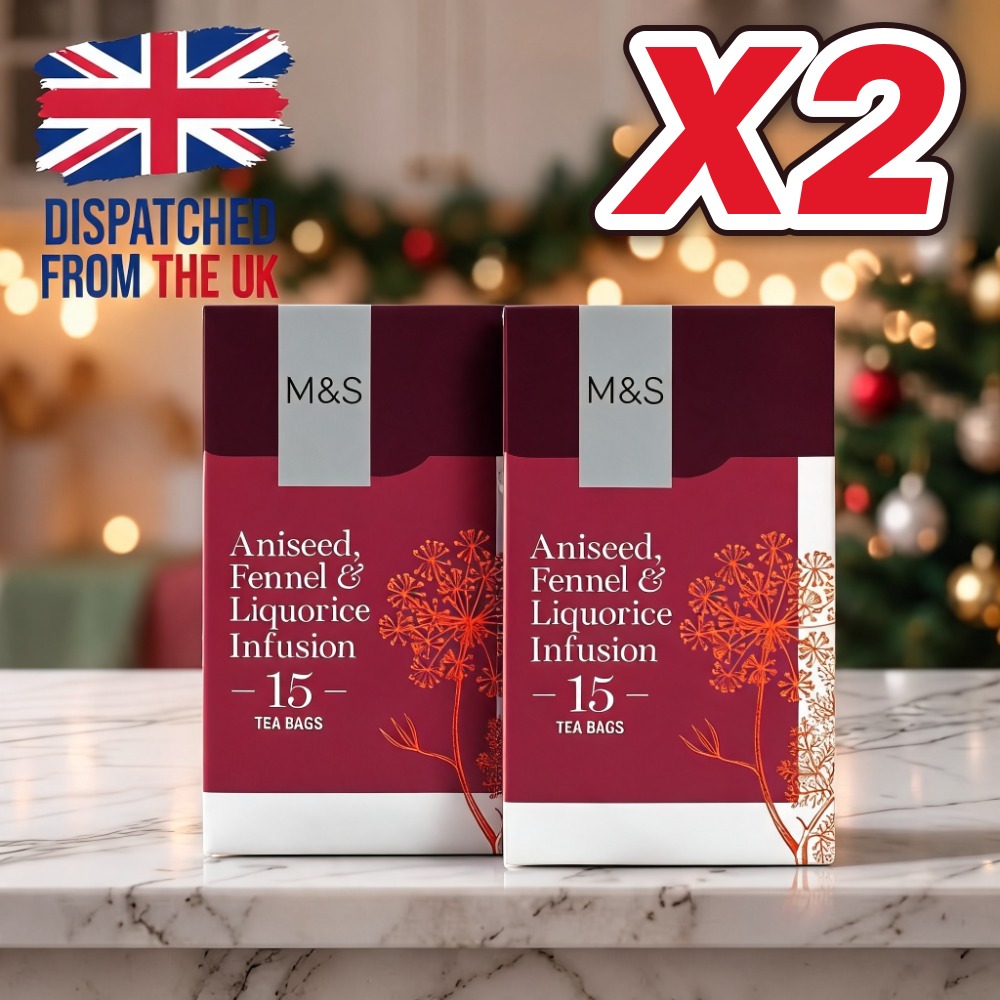 X2
DISPATCHED
FROM THE UK
M&S
Aniseed,
Fennel &
Liquorice
Infusion
– 15 –
TEA BAGS
M&S
Aniseed,
Fennel &
Liquorice
Infusion
– 15 –
TEA BAGS